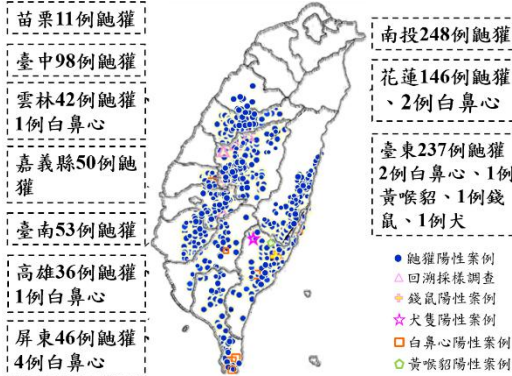 苗栗11例鼬獾
臺中98例鼬獾
雲林42例鼬獾
1例白鼻心
嘉義縣50例鼬
獾
臺南53例鼬獾
高雄36例鼬獾
1例白鼻心
屏東46例鼬獾
4例白鼻心
南投248例鼬獾
花蓮146例鼬獾
、2例白鼻心
臺東237例鼬獾
2例白鼻心、1例
黃喉貂、1例錢
鼠、1例犬
鼬獾陽性案例
回溯採樣調查
錢鼠陽性案例
犬隻陽性案例
白鼻心陽性案例
黃喉貂陽性案例